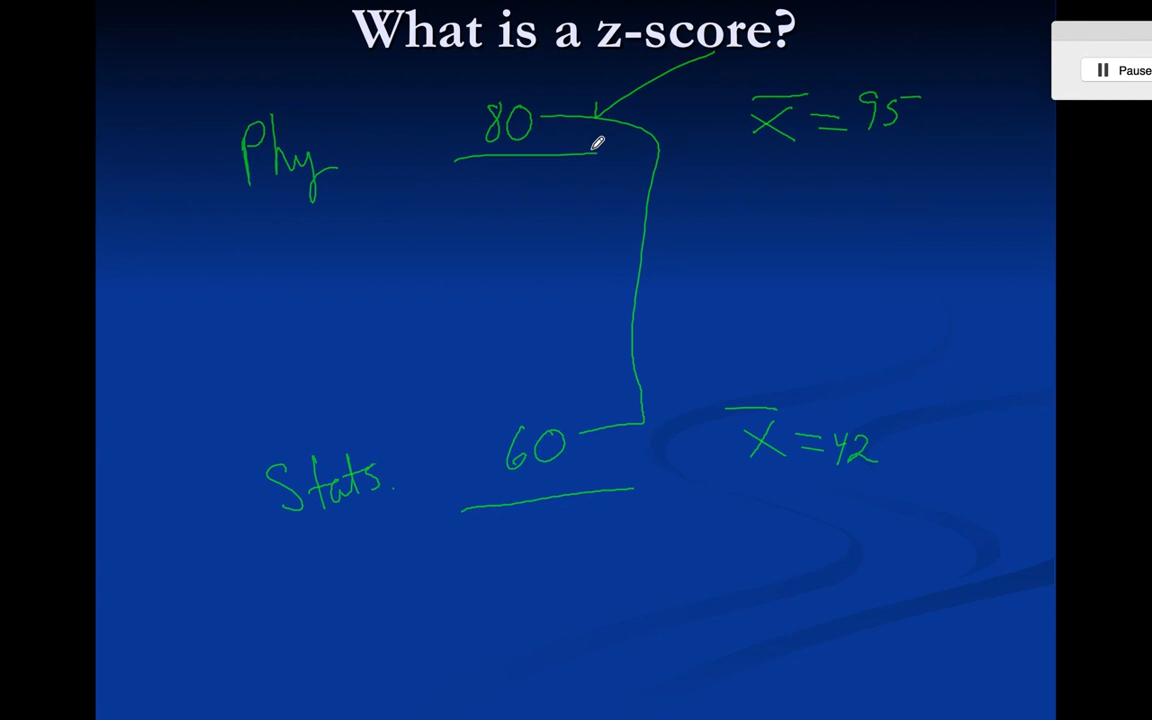 What is a z-score?
Pause
Phy 80 x̄ = 95
Stats. 60 x̄ = 42